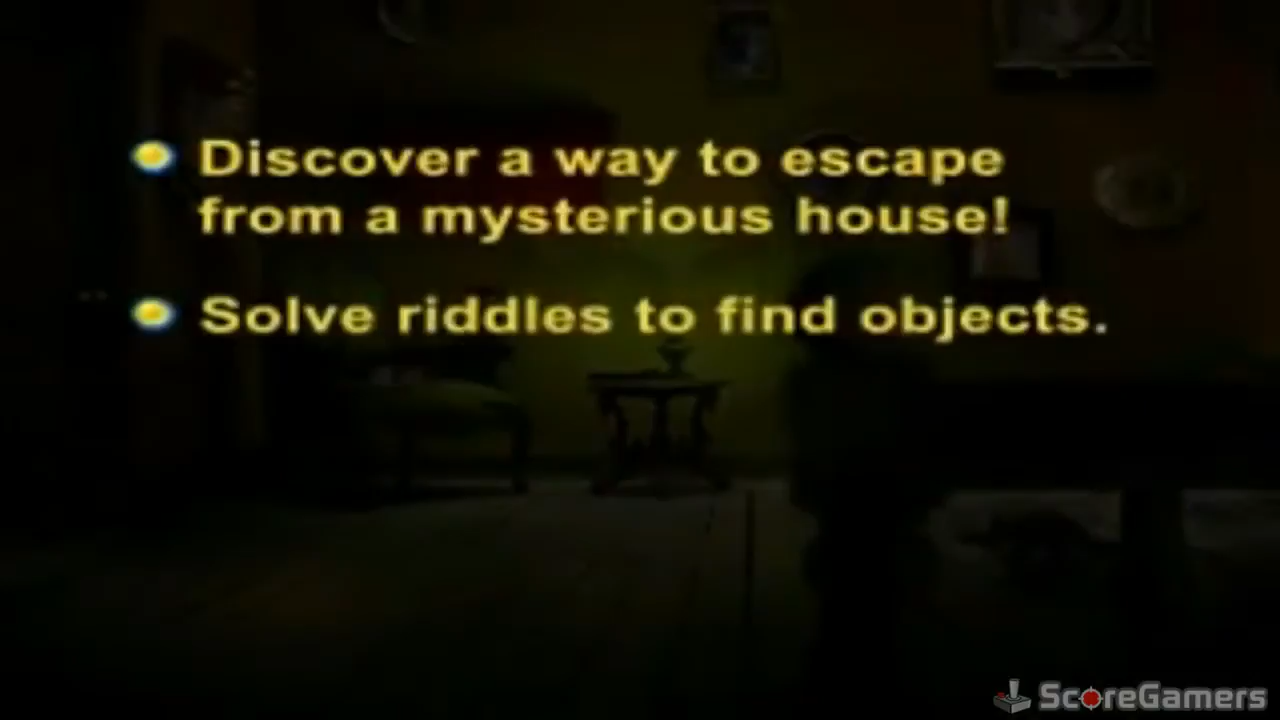 Discover a way to escape
from a mysterious house!
Solve riddles to find objects.
ScoreGamers